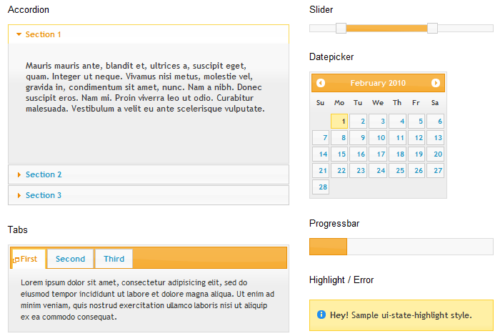 Accordion
Section 1
Mauris mauris ante, blandit et, ultrices a, suscipit eget,
quam. Integer ut neque. Vivamus nisi metus, molestie vel,
gravida in, condimentum sit amet, nunc. Nam a nibh. Donec
suscipit eros. Nam mi. Proin viverra leo ut odio. Curabitur
malesuada. Vestibulum a velit eu ante scelerisque vulputate.
Section 2
Section 3
Tabs
First Second Third
Lorem ipsum dolor sit amet, consectetur adipisicing elit, sed do
eiusmod tempor incididunt ut labore et dolore magna aliqua. Ut enim ad
minim veniam, quis nostrud exercitation ullamco laboris nisi ut aliquip
ex ea commodo consequat.
Slider
Datepicker
February 2010
Su Mo Tu We Th Fr Sa
1 2 3 4 5 6
7 8 9 10 11 12 13
14 15 16 17 18 19 20
21 22 23 24 25 26 27
28
Progressbar
Highlight / Error
Hey! Sample ui-state-highlight style.